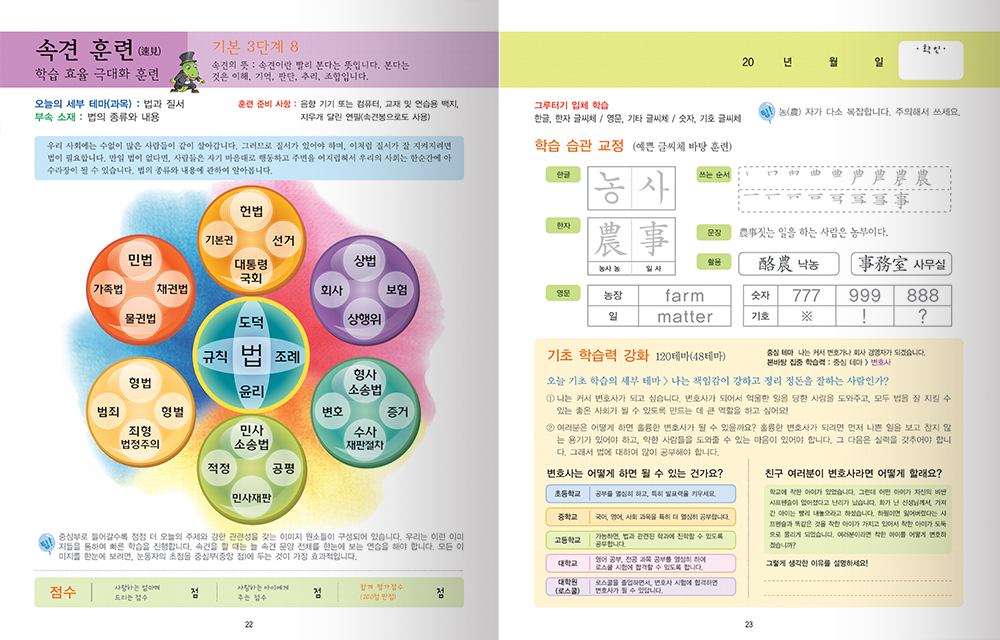 속견 훈련 (速見)
학습 효율 극대화 훈련
기본 3단계 8
속견의 뜻 : 속견이란 빨리 본다는 뜻입니다. 본다는
것은 이해, 기억, 판단, 추리, 조합입니다.
오늘의 세부 테마(과목) : 법과 질서
부속 소재 : 법의 종류와 내용
훈련 준비 사항 : 음향 기기 또는 컴퓨터, 교재 및 연습용 백지,
지우개 달린 연필(속견봉으로도 사용)
우리 사회에는 수없이 많은 사람들이 같이 살아갑니다. 그러므로 질서가 있어야 하며, 이처럼 질서가 잘 지켜지려면
법이 필요합니다. 만일 법이 없다면, 사람들은 자기 마음대로 행동하고 주변을 어지럽혀서 우리의 사회는 한순간에 아
수라장이 될 수 있습니다. 법의 종류와 내용에 관하여 알아봅니다.
헌법
기본권
선거
대통령
국회
민법
가족법
채권법
물권법
상법
회사
보험
상행위
도덕
규칙
법
조례
윤리
형법
범죄
형벌
죄형
법정주의
형사
소송법
변호
증거
수사
재판절차
민사
소송법
적정
공평
민사재판
팁!
중심부로 들어갈수록 점점 더 오늘의 주제와 강한 관련성을 갖는 이미지 원소들이 구성되어 있습니다. 우리는 이런 이미
지들을 통하여 빠른 학습을 진행합니다. 속견을 할 때는 늘 속견 문양 전체를 한눈에 보는 연습을 해야 합니다. 모든 이
미지를 한눈에 보려면, 눈동자의 초점을 중심부(중앙 점)에 두는 것이 가장 효과적입니다.
점수
사랑하는 엄마께
드리는 점수
점
사랑하는 아이에게
주는 점수
점
합계 평가점수
(200점 만점)
점
22
20 년 월 일
· 확인 ·
그루터기 입체 학습
한글, 한자 글씨체 / 영문, 기타 글씨체 / 숫자, 기호 글씨체
팁!
농(農) 자가 다소 복잡합니다. 주의해서 쓰세요.
학습 습관 교정 (예쁜 글씨체 바탕 훈련)
한글
농 사
쓰는 순서
한자
農 事
농사 농
일 사
문장
農事짓는 일을 하는 사람은 농부이다.
활용
酪農 낙농
事務室 사무실
영문
농장 farm
일 matter
숫자 777 999 888
기호 ※ ! ?
기초 학습력 강화 120테마(48테마)
중심 테마 나는 커서 변호가나 회사 경영자가 되겠습니다.
본바탕 집중 학습력 : 중심 테마 > 변호사
오늘 기초 학습의 세부 테마 > 나는 책임감이 강하고 정리 정돈을 잘하는 사람인가?
① 나는 커서 변호사가 되고 싶습니다. 변호사가 되어서 억울한 일을 당한 사람을 도와주고, 모두 법을 잘 지킬 수
있는 좋은 사회가 될 수 있도록 만드는 데 큰 역할을 하고 싶어요!
② 여러분은 어떻게 하면 훌륭한 변호사가 될 수 있을까요? 훌륭한 변호사가 되려면 먼저 나쁜 일을 보고 참지 않
는 용기가 있어야 하고, 약한 사람들을 도와줄 수 있는 마음이 있어야 합니다. 그 다음은 실력을 갖추어야 합니
다. 그래서 법에 대하여 많이 공부해야 합니다.
변호사는 어떻게 하면 될 수 있는 건가요?
초등학교 공부를 열심히 하고, 특히 발표력을 키우세요.
중학교 국어, 영어, 사회 과목을 특히 더 열심히 공부합니다.
고등학교 가능하면, 법과 관련된 학과에 진학할 수 있도록
공부합니다.
대학교 영어 공부, 전공 과목 공부를 열심히 하여
로스쿨 시험에 합격할 수 있도록 합니다.
대학원
(로스쿨)
로스쿨을 졸업하면서, 변호사 시험에 합격하면
변호사가 될 수 있답니다.
친구 여러분이 변호사라면 어떻게 할래요?
학교에 착한 아이가 있었습니다. 그런데 어떤 아이가 자신의 비싼
샤프펜슬이 없어졌다고 난리가 났습니다. 화가 난 선생님께서, 가져
간 아이는 빨리 내놓으라고 하셨습니다. 하필이면 잃어버렸다는 샤
프펜슬과 똑같은 것을 착한 아이가 가지고 있어서 착한 아이가 도둑
으로 몰리게 되었습니다. 여러분이라면 착한 아이를 어떻게 변호하
겠습니까?
그렇게 생각한 이유를 설명하세요!
23